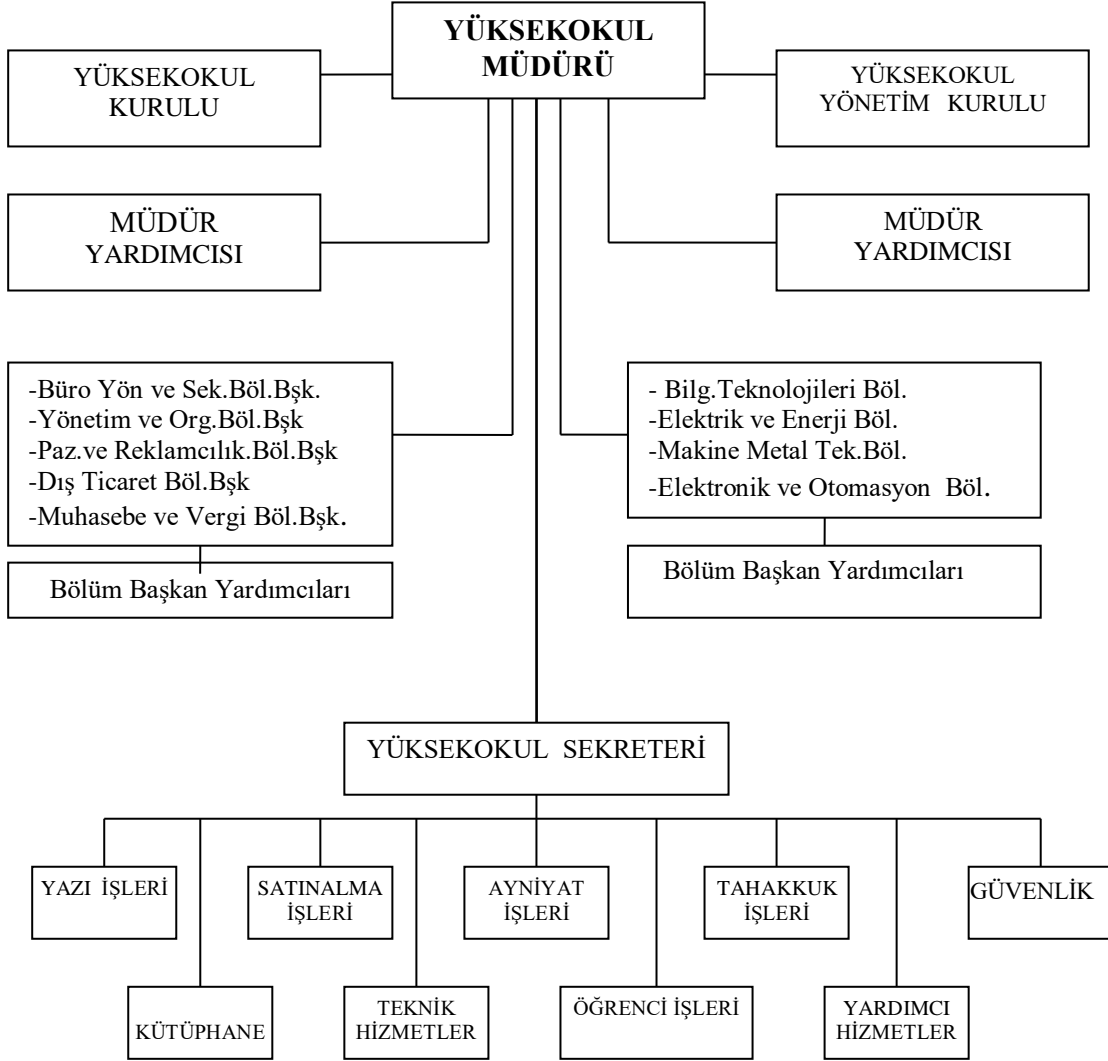 YÜKSEKOKUL
MÜDÜRÜ
YÜKSEKOKUL
KURULU
YÜKSEKOKUL
YÖNETİM KURULU
MÜDÜR
YARDIMCISI
MÜDÜR
YARDIMCISI
-Büro Yön ve Sek.Böl.Bşk.
-Yönetim ve Org.Böl.Bşk
-Paz.ve Reklamcılık.Böl.Bşk
-Dış Ticaret Böl.Bşk
-Muhasebe ve Vergi Böl.Bşk.
- Bilg.Teknolojileri Böl.
-Elektrik ve Enerji Böl.
-Makine Metal Tek.Böl.
-Elektronik ve Otomasyon Böl.
Bölüm Başkan Yardımcıları
Bölüm Başkan Yardımcıları
YÜKSEKOKUL SEKRETERİ
YAZI İŞLERİ
SATINALMA
İŞLERİ
AYNİYAT
İŞLERİ
TAHAKKUK
İŞLERİ
GÜVENLİK
KÜTÜPHANE
TEKNİK
HİZMETLER
ÖĞRENCİ İŞLERİ
YARDIMCI
HİZMETLER